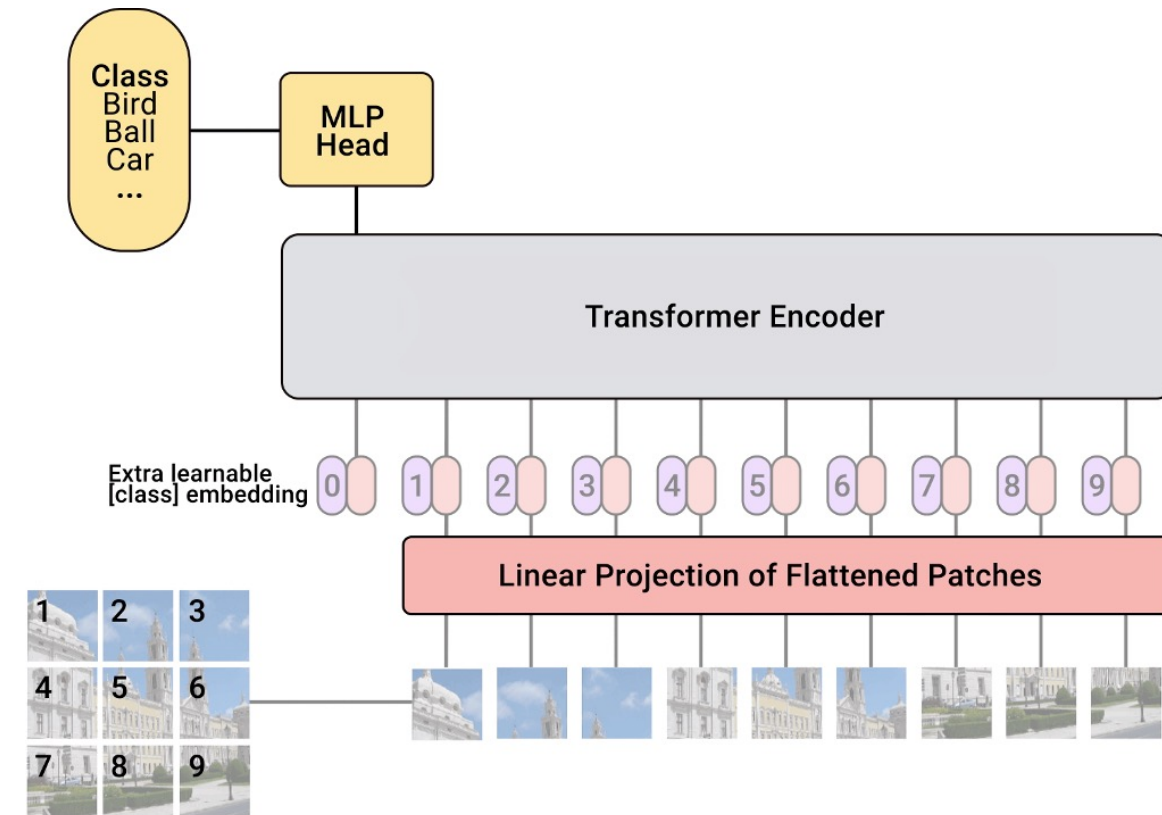 Class
Bird
Ball
Car
...
MLP
Head
Transformer Encoder
Extra learnable
[class] embedding
0 1 2 3 4 5 6 7 8 9
Linear Projection of Flattened Patches
1 2 3
4 5 6
7 8 9